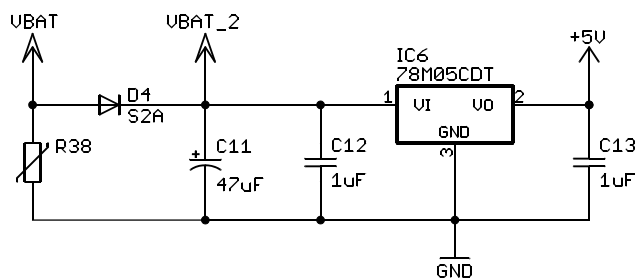 VBAT
VBAT_2
+5V
IC6
78M05CDT
D4
S2A
1
VI
VO
2
GND
3
R38
C11
47uF
C12
1uF
C13
1uF
+
GND